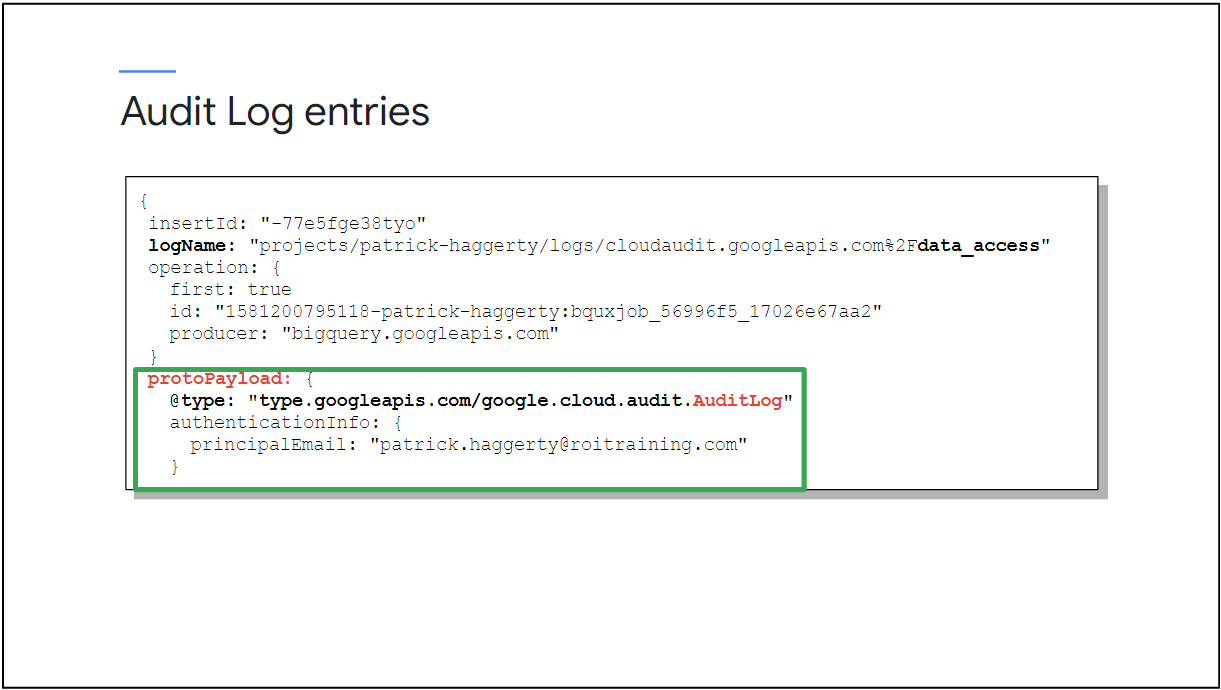 Audit Log entries
{
insertId: "-77e5fge38tyo"
logName: "projects/patrick-haggerty/logs/cloudaudit.googleapis.com%2Fdata_access"
operation: {
first: true
id: "1581200795118-patrick-haggerty:bquxjob_56996f5_17026e67aa2"
producer: "bigquery.googleapis.com"
}
protoPayload: {
@type: "type.googleapis.com/google.cloud.audit.AuditLog"
authenticationInfo: {
principalEmail: "patrick.haggerty@roitraining.com"
}